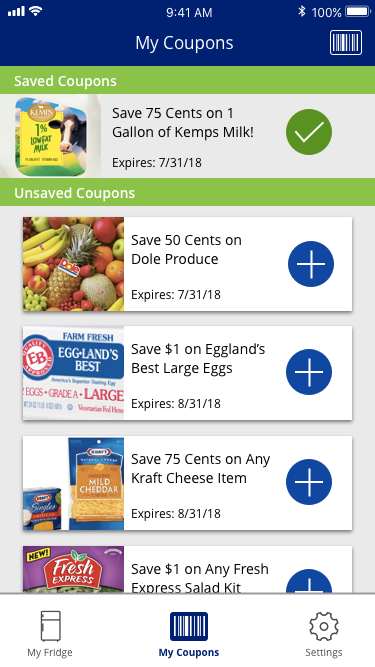 9:41 AM
100%
My Coupons
Saved Coupons
KEMPS
1%
LOWFAT
MILK
Save 75 Cents on 1
Gallon of Kemps Milk!
Expires: 7/31/18
Unsaved Coupons
Dole
Save 50 Cents on
Dole Produce
Expires: 7/31/18
FARM FRESH
EB
EGG·LAND'S
BEST
America's Superior Tasting Egg
EGGS · GRADE A · LARGE
Vegetarian Fed Hens
Save $1 on Eggland's
Best Large Eggs
Expires: 8/31/18
KRAFT
MILD
CHEDDAR
KRAFT
Singles
AMERICAN
Save 75 Cents on Any
Kraft Cheese Item
Expires: 8/31/18
NEW!
Fresh
EXPRESS
Save $1 on Any Fresh
Express Salad Kit
My Fridge
My Coupons
Settings